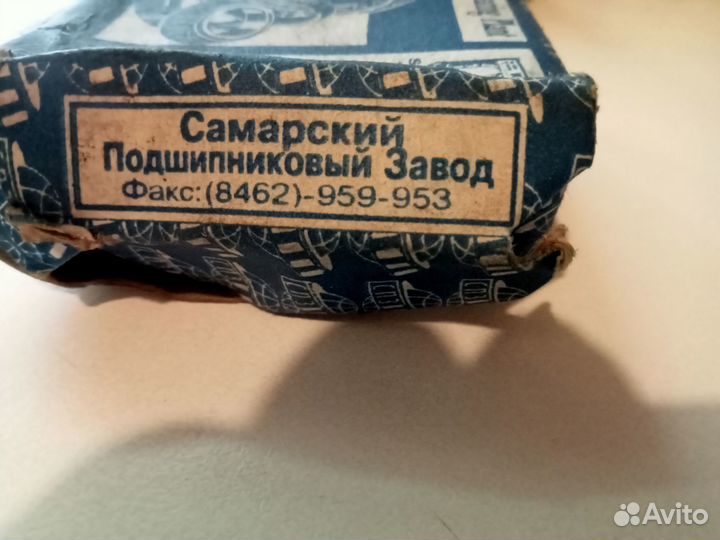 Самарский
Подшипниковый Завод
Факс:(8462)-959-953
Avito